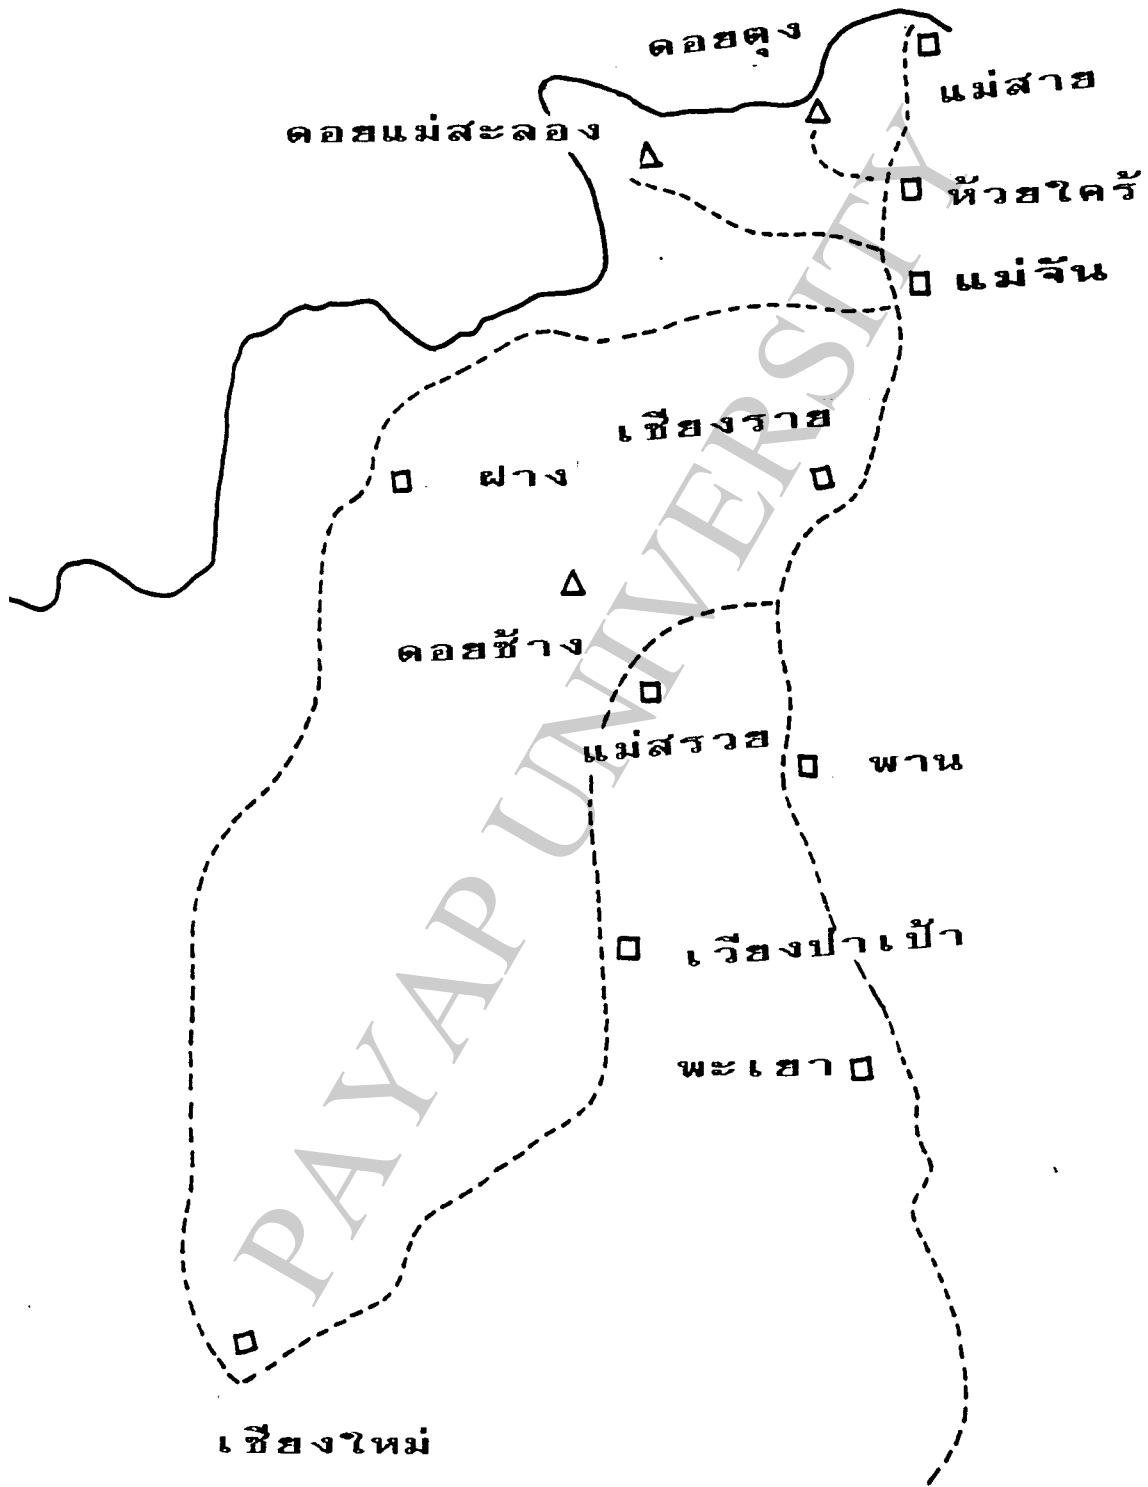 ดอยตุง
แม่สาย
ดอยแม่สะลอง
ห้วยใคร้
แม่จัน
เชียงราย
ฝาง
ดอยช้าง
แม่สรวย
พาน
เวียงป่าเป้า
พะเยา
เชียงใหม่
PAYAP UNIVERSITY